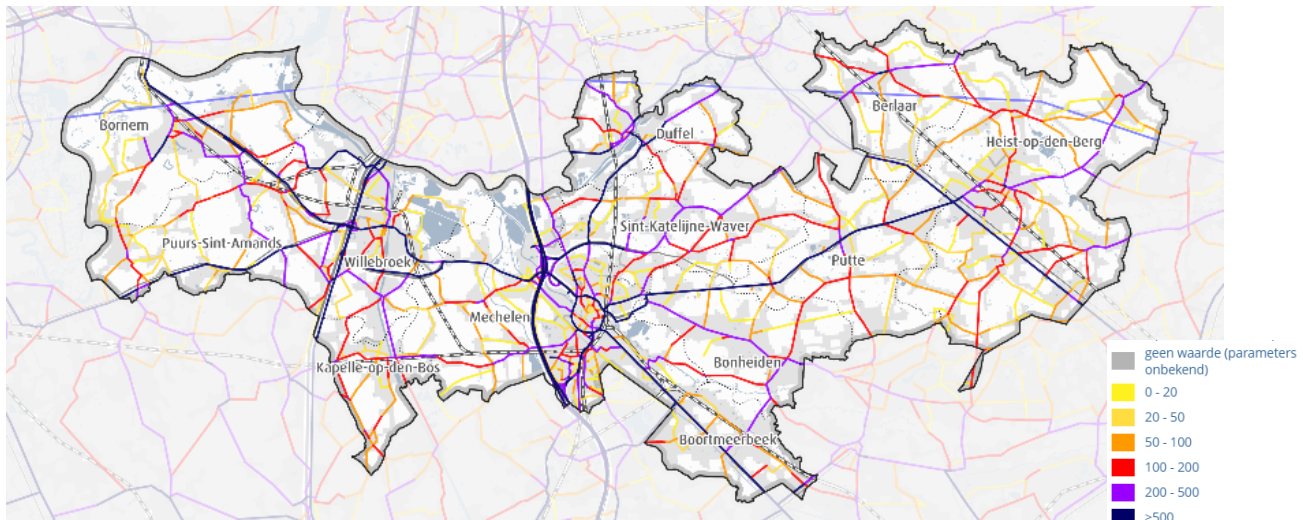 Bornem
Berlaar
Duffel
Heist-op-den-Berg
Sint-Katelijne-Waver
Puurs-Sint-Amands
Willebroek
Putte
Mechelen
Bonheiden
Kapelle-op-den-Bos
Boortmeerbeek
geen waarde (parameters
onbekend)
0 - 20
20 - 50
50 - 100
100 - 200
200 - 500
>500